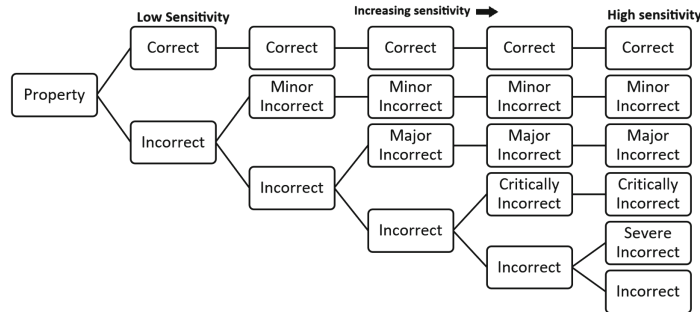 Low Sensitivity
Increasing sensitivity
High sensitivity
Correct
Correct
Correct
Correct
Correct
Property
Minor
Incorrect
Minor
Incorrect
Minor
Incorrect
Minor
Incorrect
Incorrect
Major
Incorrect
Major
Incorrect
Major
Incorrect
Incorrect
Critically
Incorrect
Critically
Incorrect
Incorrect
Severe
Incorrect
Incorrect
Incorrect